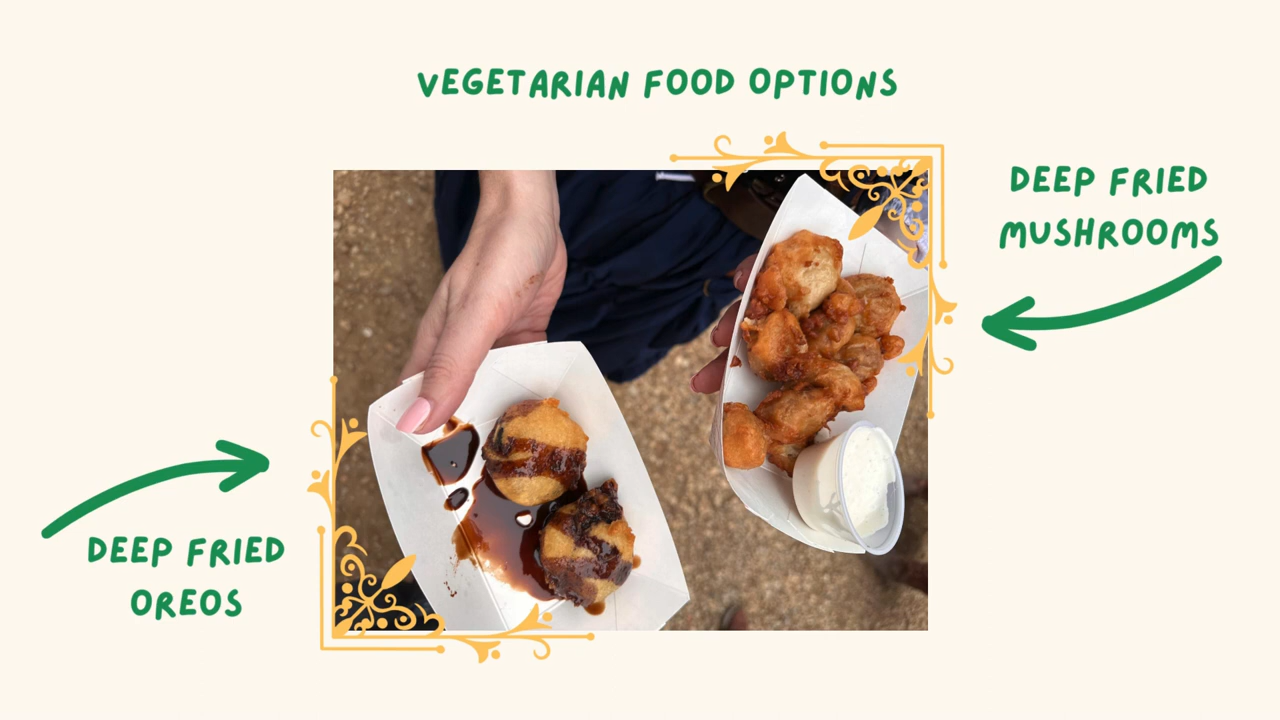 VEGETARIAN FOOD OPTIONS
DEEP FRIED
MUSHROOMS
DEEP FRIED
OREOS